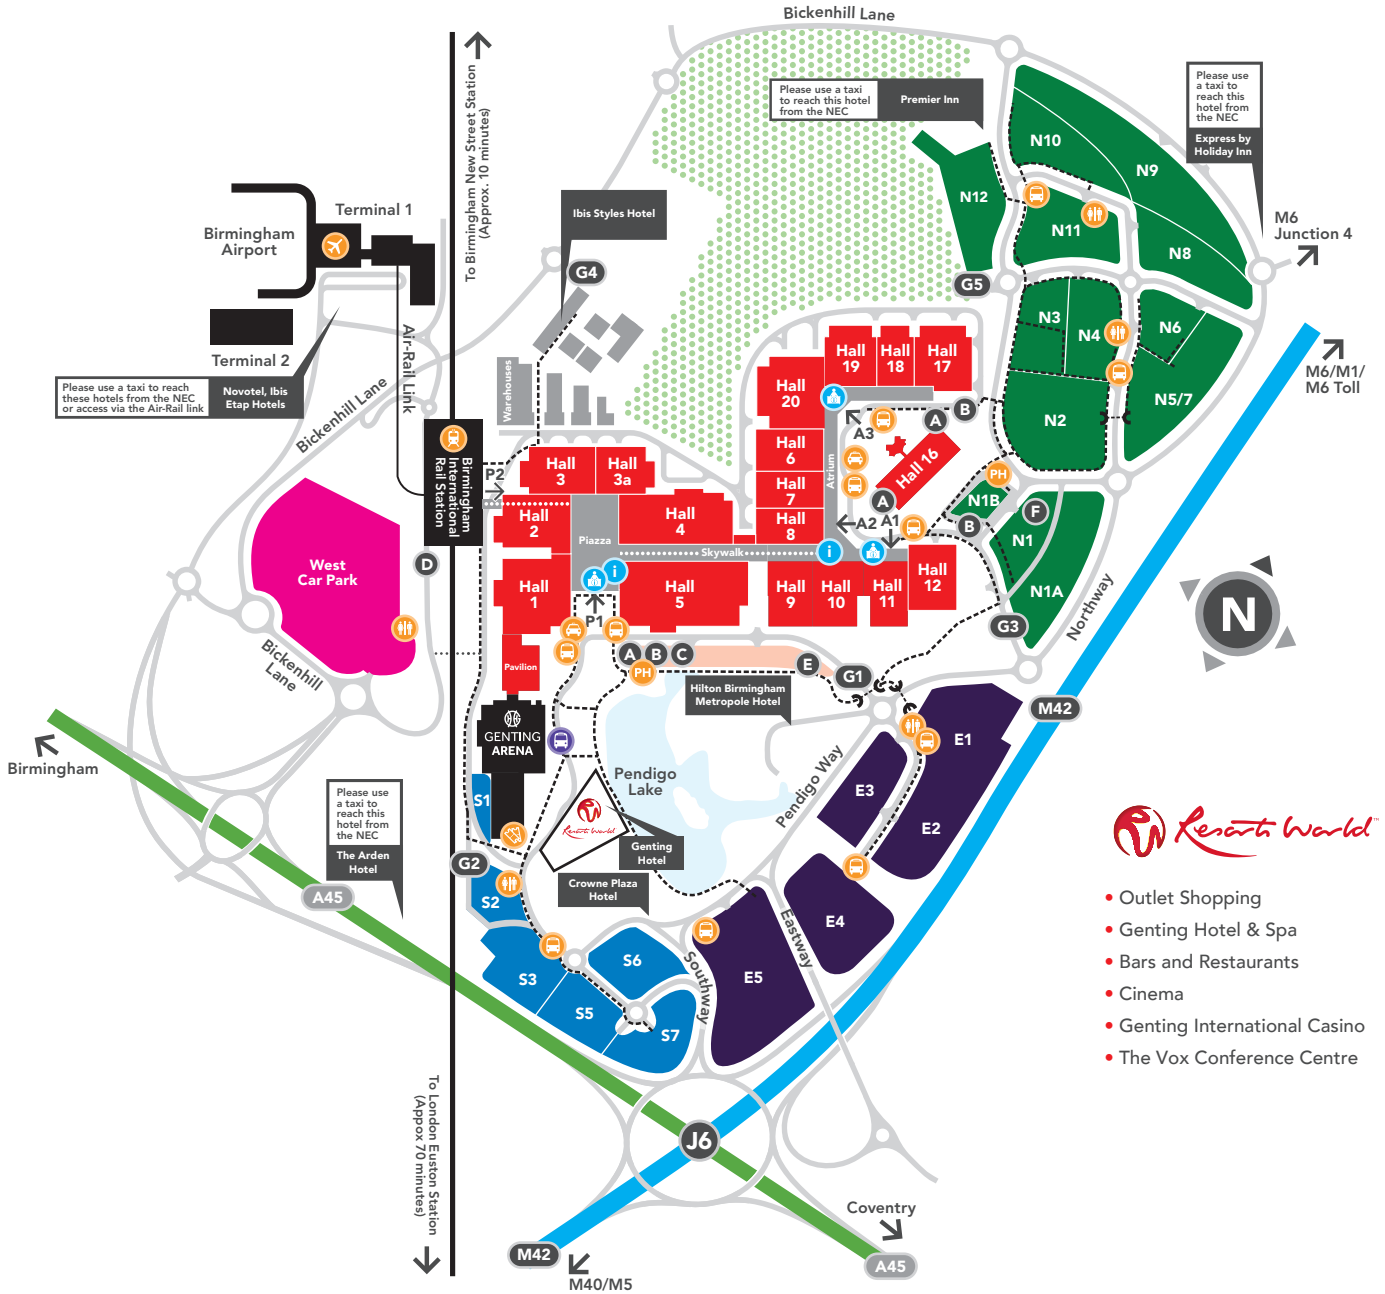 Bickenhill Lane
To Birmingham New Street Station
(Approx. 10 minutes)
Please use a taxi
to reach this hotel
from the NEC
Premier Inn
Please use
a taxi to
reach this
hotel from
the NEC
Express by
Holiday Inn
M6
Junction 4
N10
N9
N12
N11
N8
G5
N3
N4
N6
N5/7
N2
M6/M1/
M6 Toll
Terminal 1
Birmingham
Airport
Terminal 2
Air-Rail Link
Please use a taxi to reach
these hotels from the NEC
or access via the Air-Rail link
Novotel, Ibis
Etap Hotels
Bickenhill Lane
Ibis Styles Hotel
G4
Warehouses
Birmingham
International
Rail Station
P2
Hall
3
Hall
3a
Hall
2
Hall
4
Piazza
Skywalk
Hall
1
Hall
5
P1
i
i
Hall
19
Hall
18
Hall
17
Hall
20
Hall
6
Hall
7
Hall
8
Atrium
A3
A
B
Hall 16
A
A2
A1
Hall
9
Hall
10
Hall
11
Hall
12
PH
N1B
B
F
N1
N1A
G3
Northway
N
West
Car Park
D
Bickenhill
Lane
Pavilion
A
B
C
PH
E
G1
Hilton Birmingham
Metropole Hotel
M42
GENTING
ARENA
Pendigo
Lake
Pendigo Way
E1
E3
E2
E4
E5
Eastway
Southway
Birmingham
Please use
a taxi to
reach this
hotel from
the NEC
The Arden
Hotel
A45
S1
G2
S2
Resorts World
Genting
Hotel
Crowne Plaza
Hotel
S3
S6
S5
S7
Resorts World™
• Outlet Shopping
• Genting Hotel & Spa
• Bars and Restaurants
• Cinema
• Genting International Casino
• The Vox Conference Centre
To London Euston Station
(Appox 70 minutes)
J6
Coventry
A45
M42
M40/M5